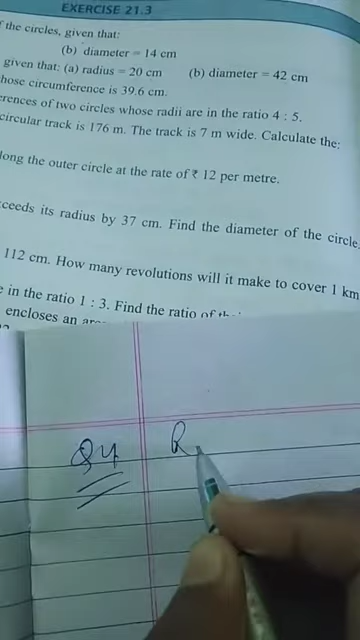 EXERCISE 21.3
the circles, given that:
(b) diameter = 14 cm
given that: (a) radius = 20 cm (b) diameter = 42 cm
hose circumference is 39.6 cm.
rences of two circles whose radii are in the ratio 4 : 5.
circular track is 176 m. The track is 7 m wide. Calculate the:
long the outer circle at the rate of ₹ 12 per metre.
ceeds its radius by 37 cm. Find the diameter of the circle.
112 cm. How many revolutions will it make to cover 1 km
e in the ratio 1 : 3. Find the ratio of
encloses an
Q4 R